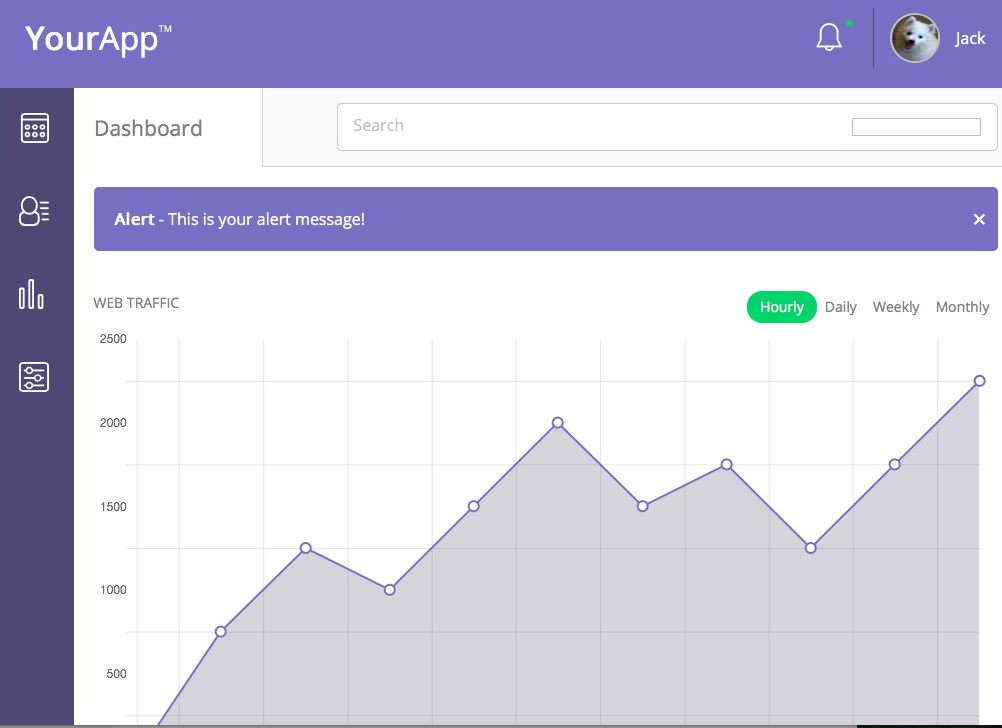 YourApp™
Jack
Dashboard
Search
Alert - This is your alert message!
×
WEB TRAFFIC
Hourly Daily Weekly Monthly
2500
2000
1500
1000
500